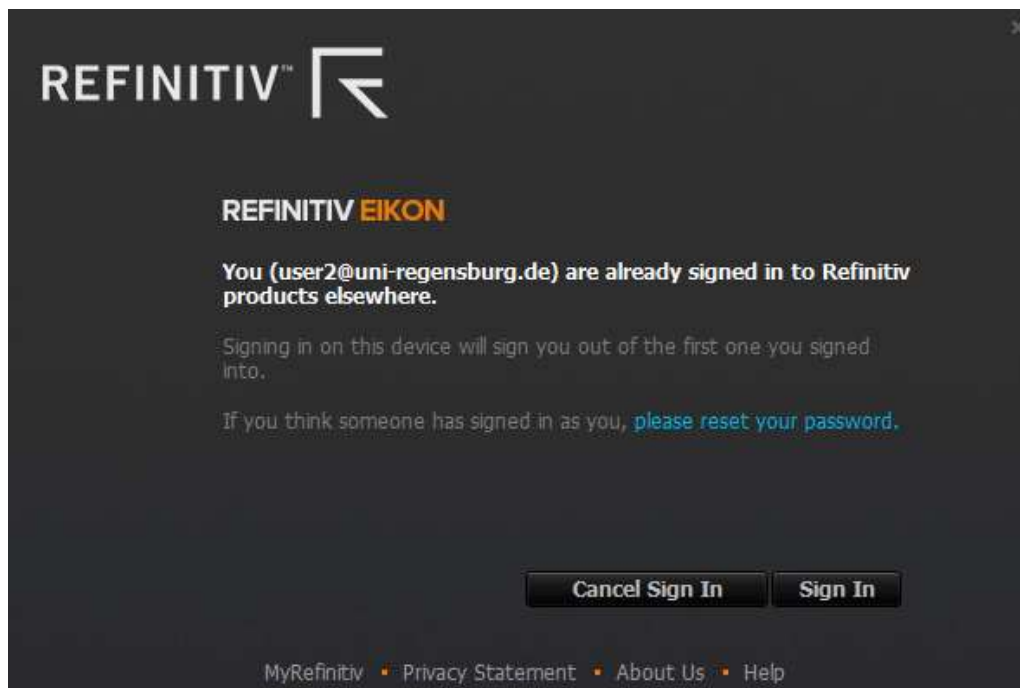 REFINITIV™
REFINITIV EIKON
You (user2@uni-regensburg.de) are already signed in to Refinitiv
products elsewhere.
Signing in on this device will sign you out of the first one you signed
into.
If you think someone has signed in as you, please reset your password.
Cancel Sign In
Sign In
MyRefinitiv ▪ Privacy Statement ▪ About Us ▪ Help